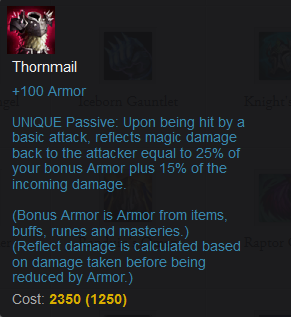 Thornmail
+100 Armor
UNIQUE Passive: Upon being hit by a
basic attack, reflects magic damage
back to the attacker equal to 25% of
your bonus Armor plus 15% of the
incoming damage.
(Bonus Armor is Armor from items,
buffs, runes and masteries.)
(Reflect damage is calculated based
on damage taken before being
reduced by Armor.)
Cost: 2350 (1250)